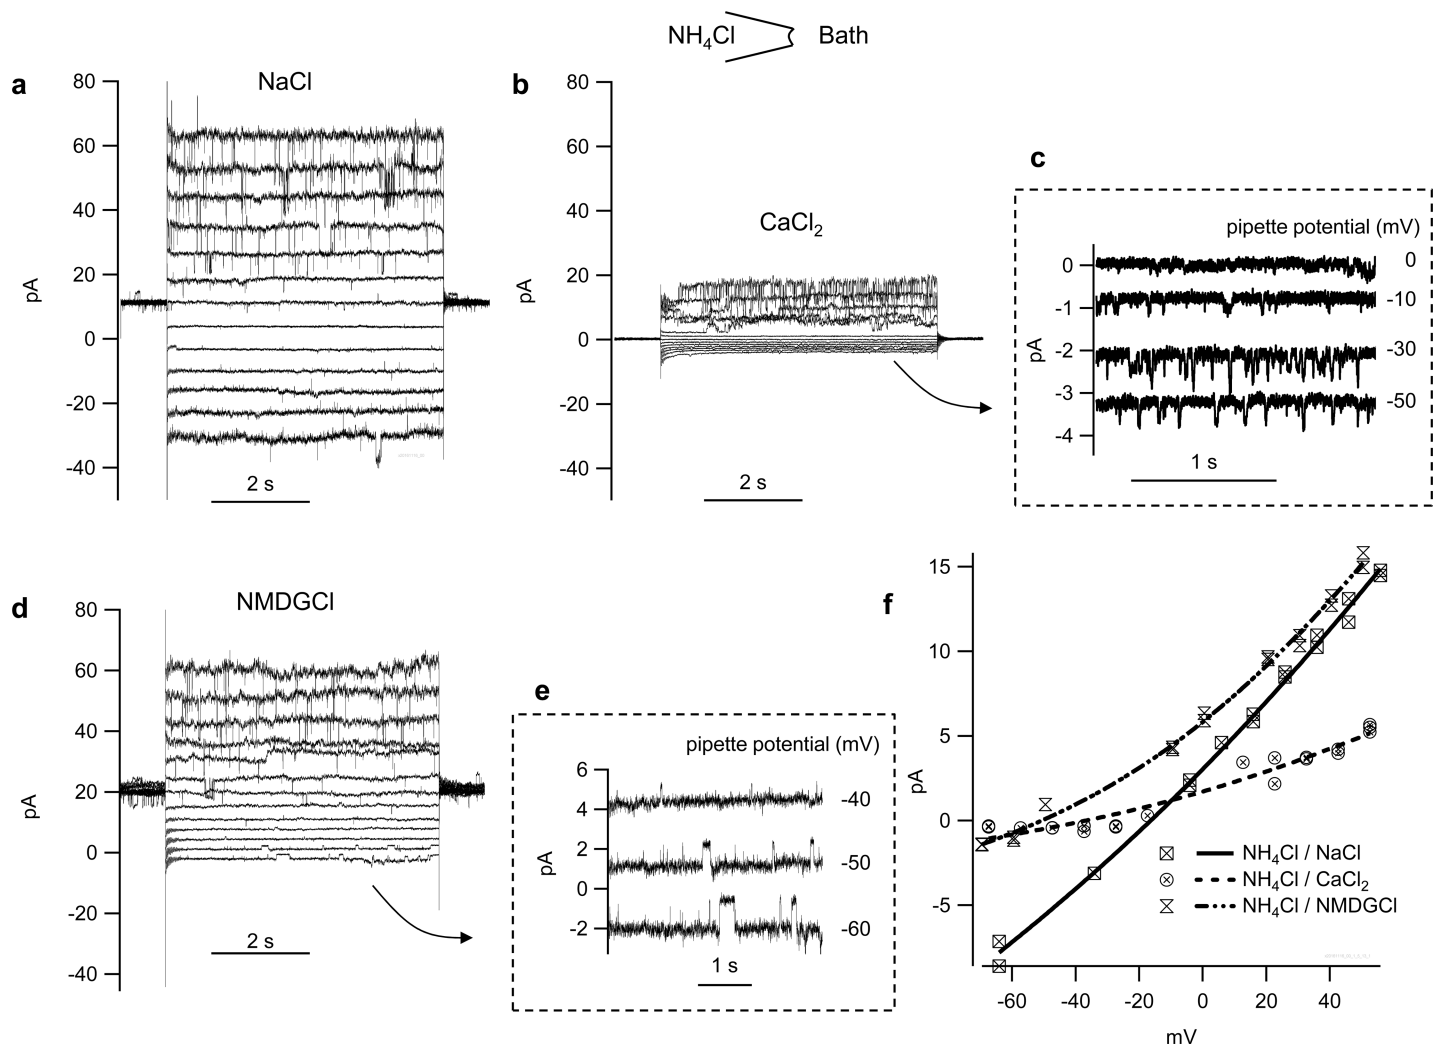 NH4Cl Bath
a
NaCl
80
60
40
20
0
-20
-40
pA
2 s
b
CaCl2
80
60
40
20
0
-20
-40
pA
2 s
c
pipette potential (mV)
0
-1
-2
-3
-4
pA
0
-10
-30
-50
1 s
d
NMDGCl
80
60
40
20
0
-20
-40
pA
2 s
e
pipette potential (mV)
6
4
2
0
-2
pA
-40
-50
-60
1 s
f
15
10
5
0
-5
pA
NH4Cl / NaCl
NH4Cl / CaCl2
NH4Cl / NMDGCl
-60 -40 -20 0 20 40
mV